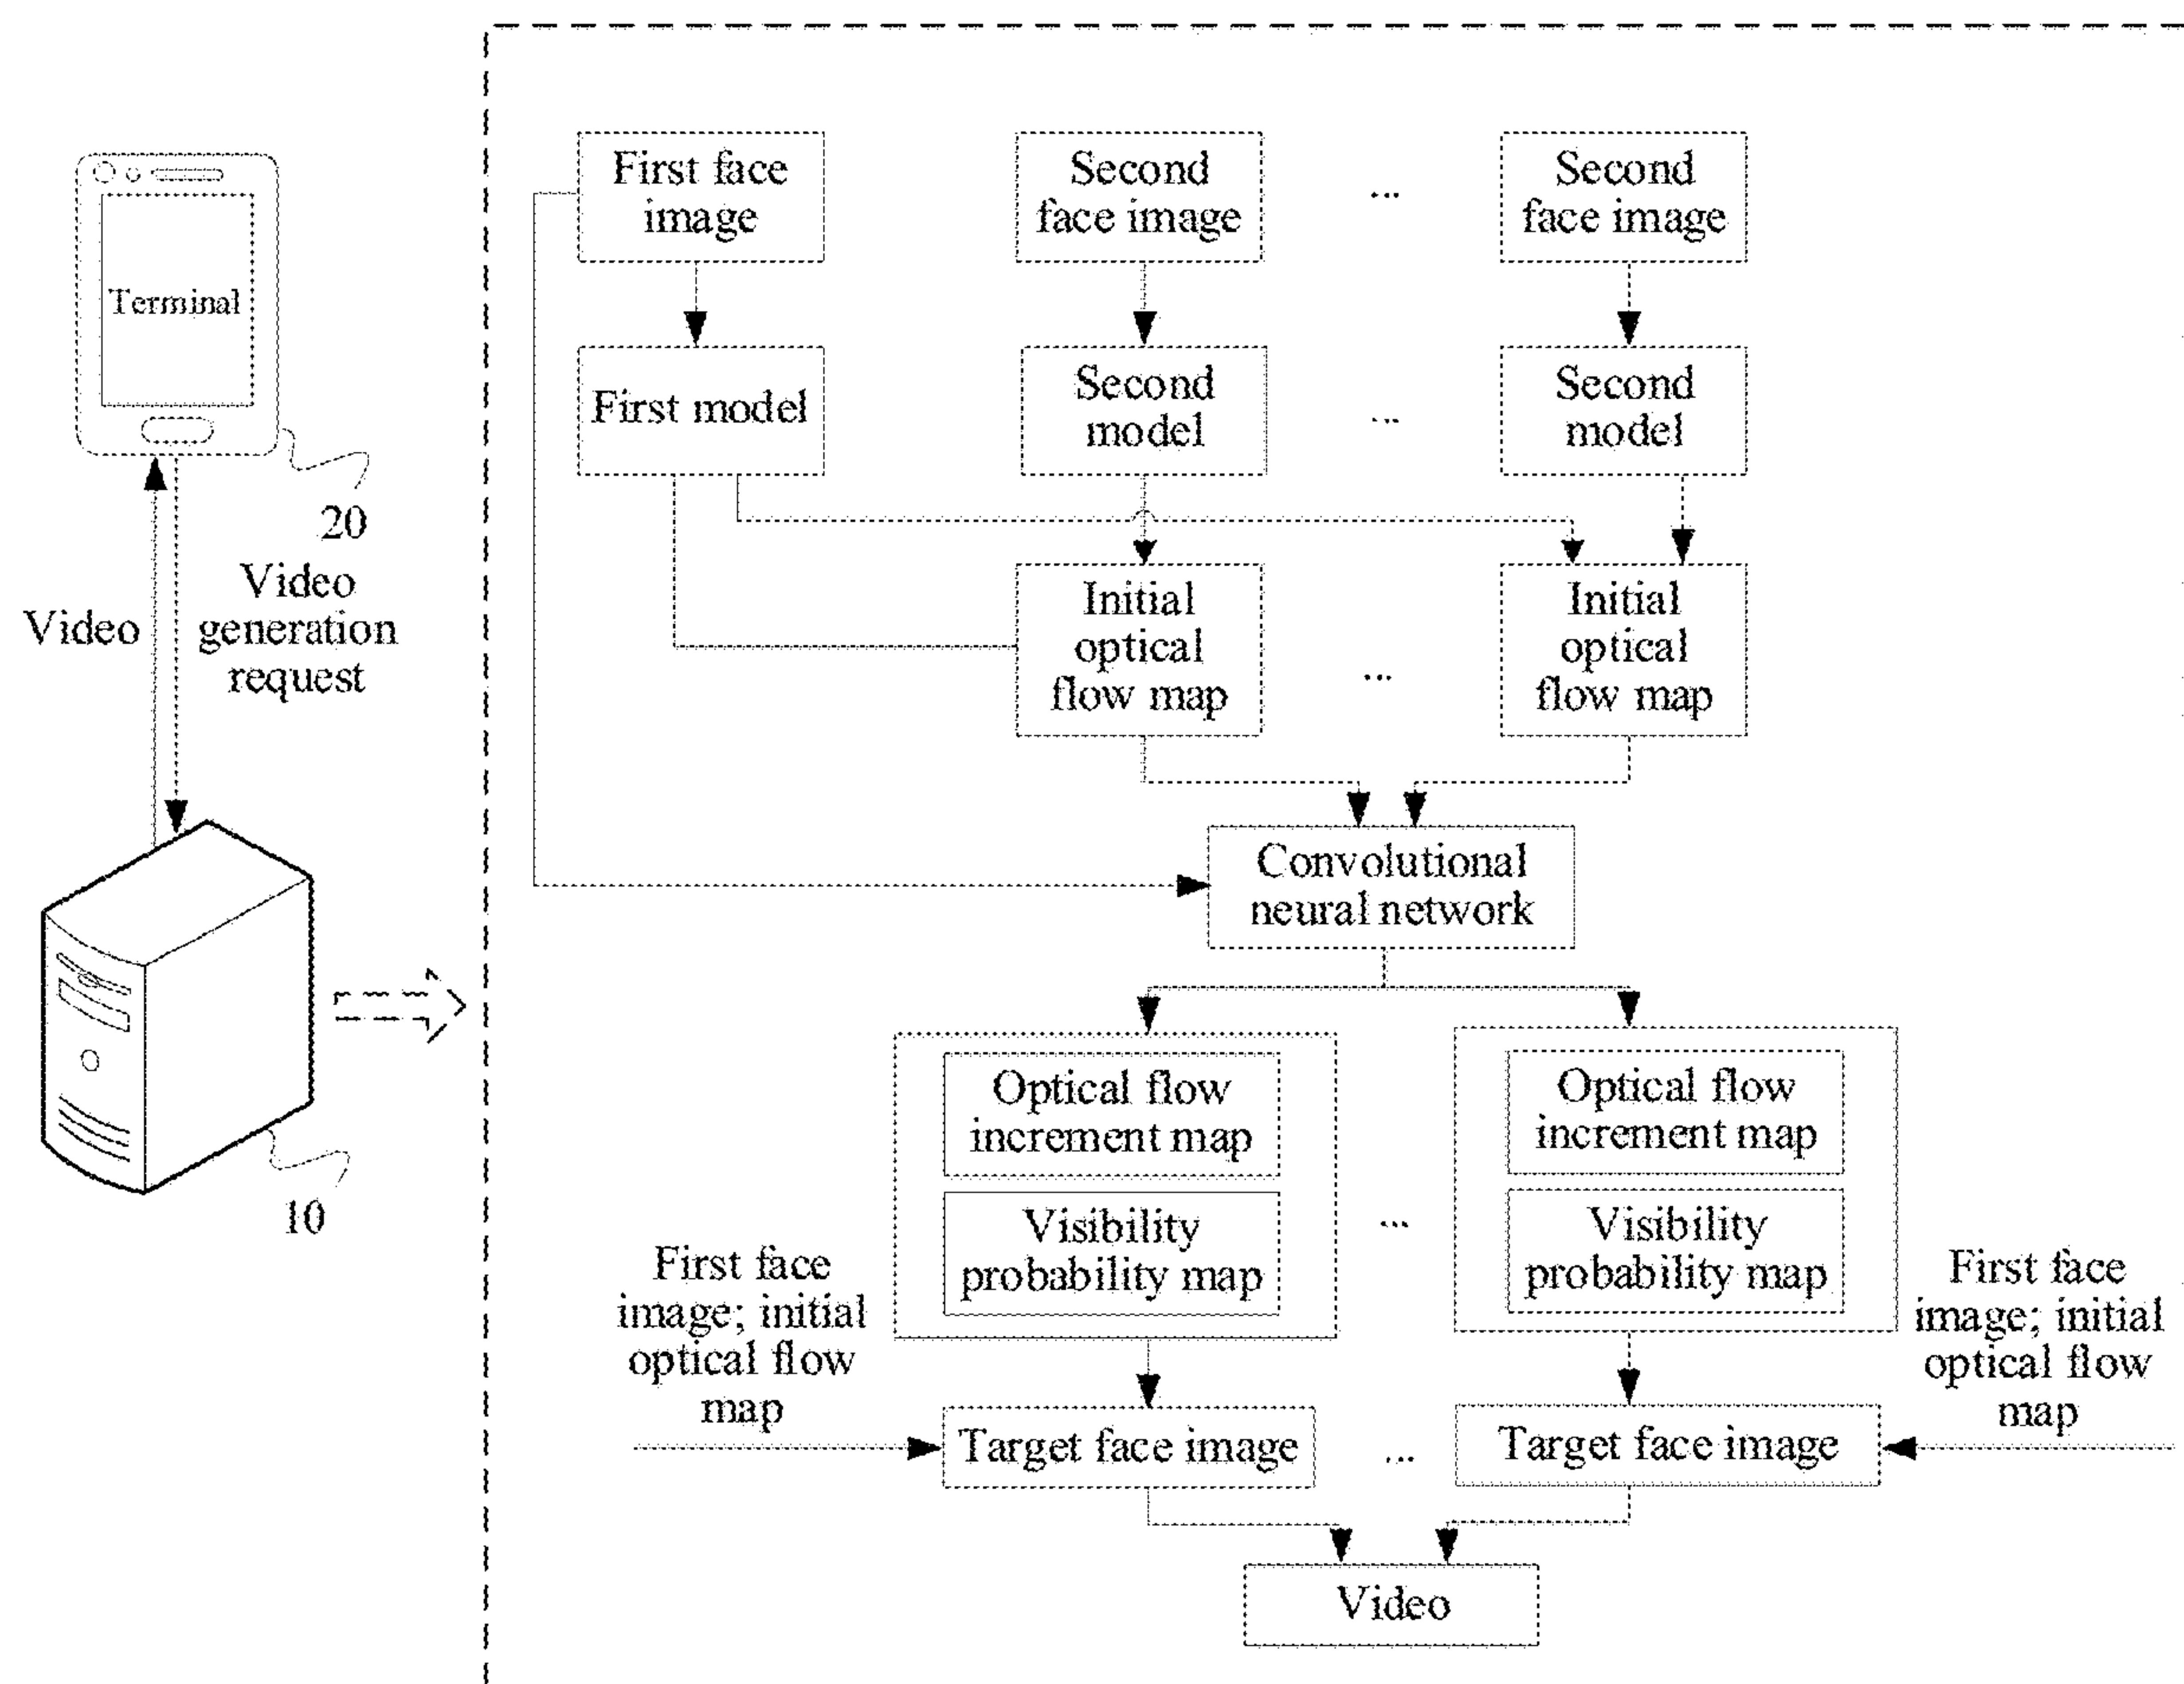 Terminal
20
Video
Video
generation
request
10
First face
image
Second
face image
...
Second
face image
First model
Second
model
...
Second
model
Initial
optical
flow map
...
Initial
optical
flow map
Convolutional
neural network
Optical flow
increment map
Visibility
probability map
...
Optical flow
increment map
Visibility
probability map
First face
image; initial
optical flow
map
First face
image; initial
optical flow
map
Target face image
...
Target face image
Video